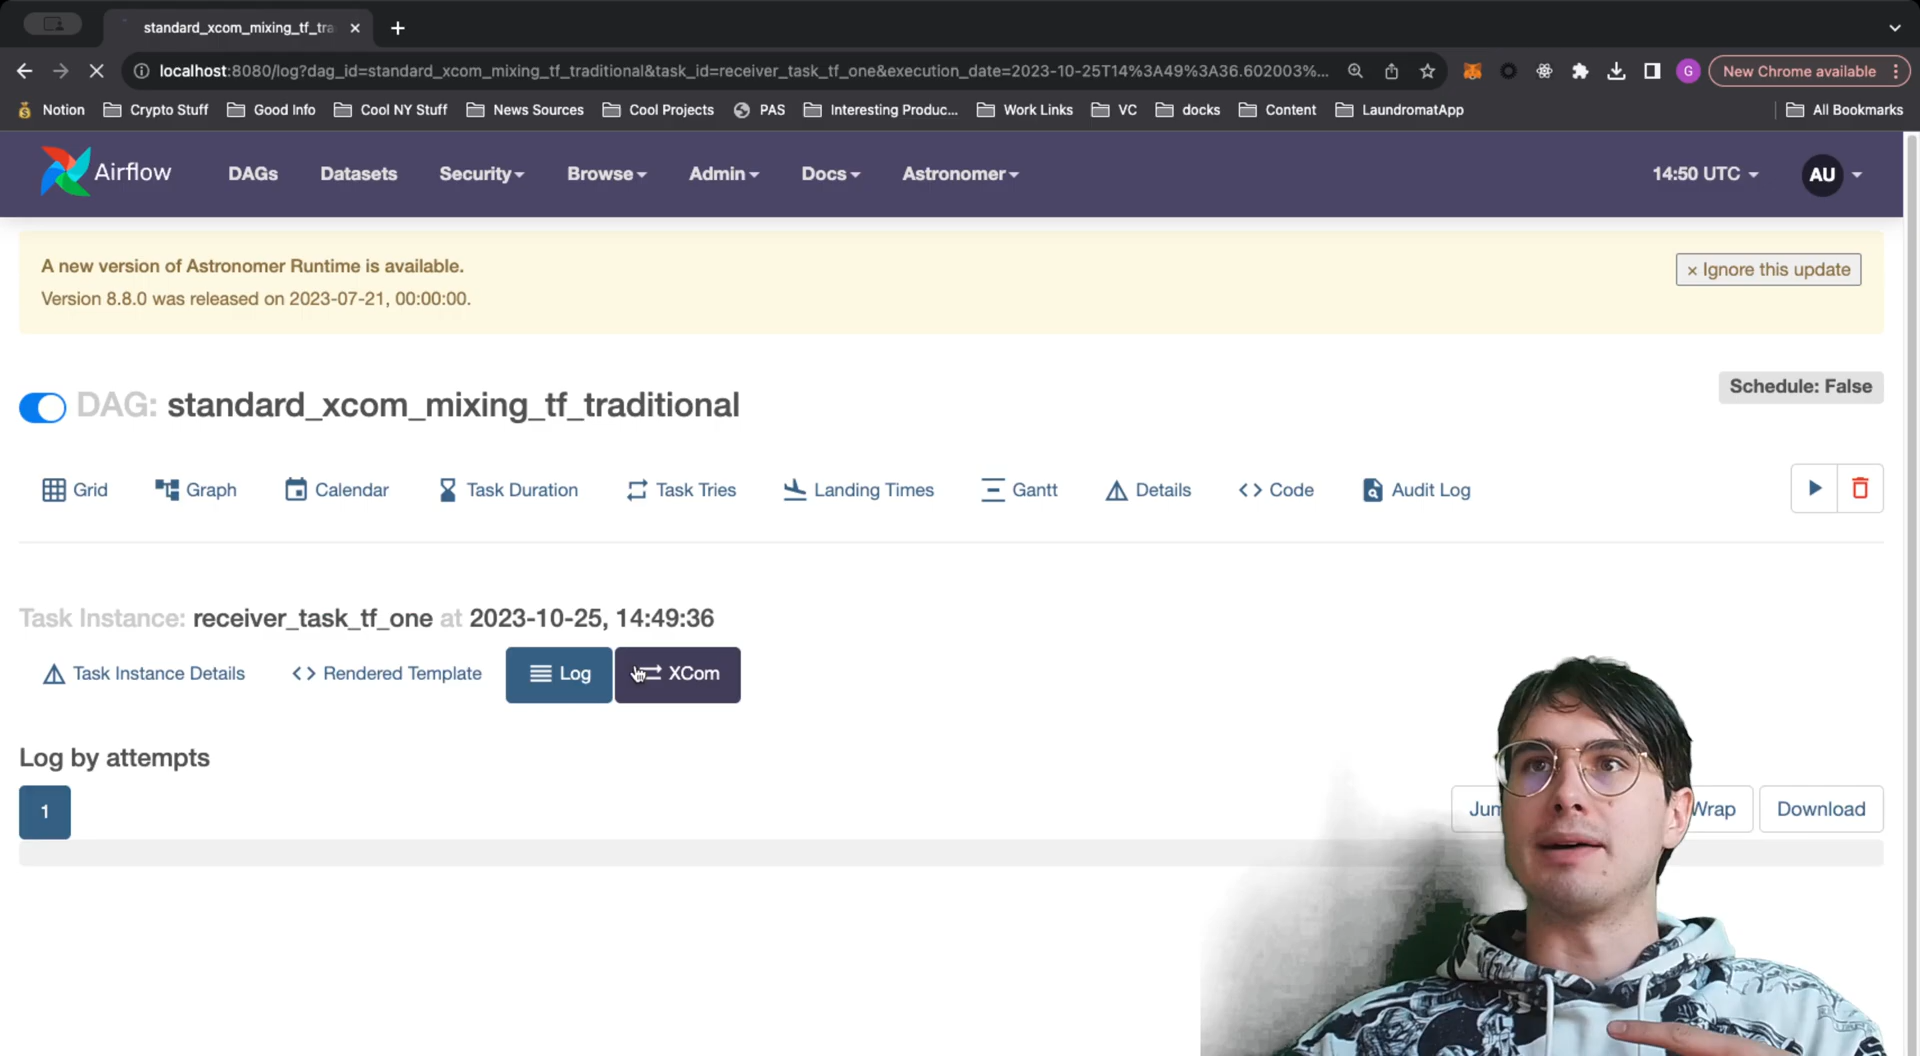 standard_xcom_mixing_tf_tra
localhost:8080/log?dag_id=standard_xcom_mixing_tf_traditional&task_id=receiver_task_tf_one&execution_date=2023-10-25T14%3A49%3A36.602003%...
G
New Chrome available
Notion
Crypto Stuff
Good Info
Cool NY Stuff
News Sources
Cool Projects
PAS
Interesting Produc...
Work Links
VC
docks
Content
LaundromatApp
All Bookmarks
Airflow
DAGs
Datasets
Security
Browse
Admin
Docs
Astronomer
14:50 UTC
AU
A new version of Astronomer Runtime is available.
Version 8.8.0 was released on 2023-07-21, 00:00:00.
× Ignore this update
DAG: standard_xcom_mixing_tf_traditional
Schedule: False
Grid
Graph
Calendar
Task Duration
Task Tries
Landing Times
Gantt
Details
<> Code
Audit Log
Task Instance: receiver_task_tf_one at 2023-10-25, 14:49:36
Task Instance Details
<> Rendered Template
Log
XCom
Log by attempts
1
Wrap
Download